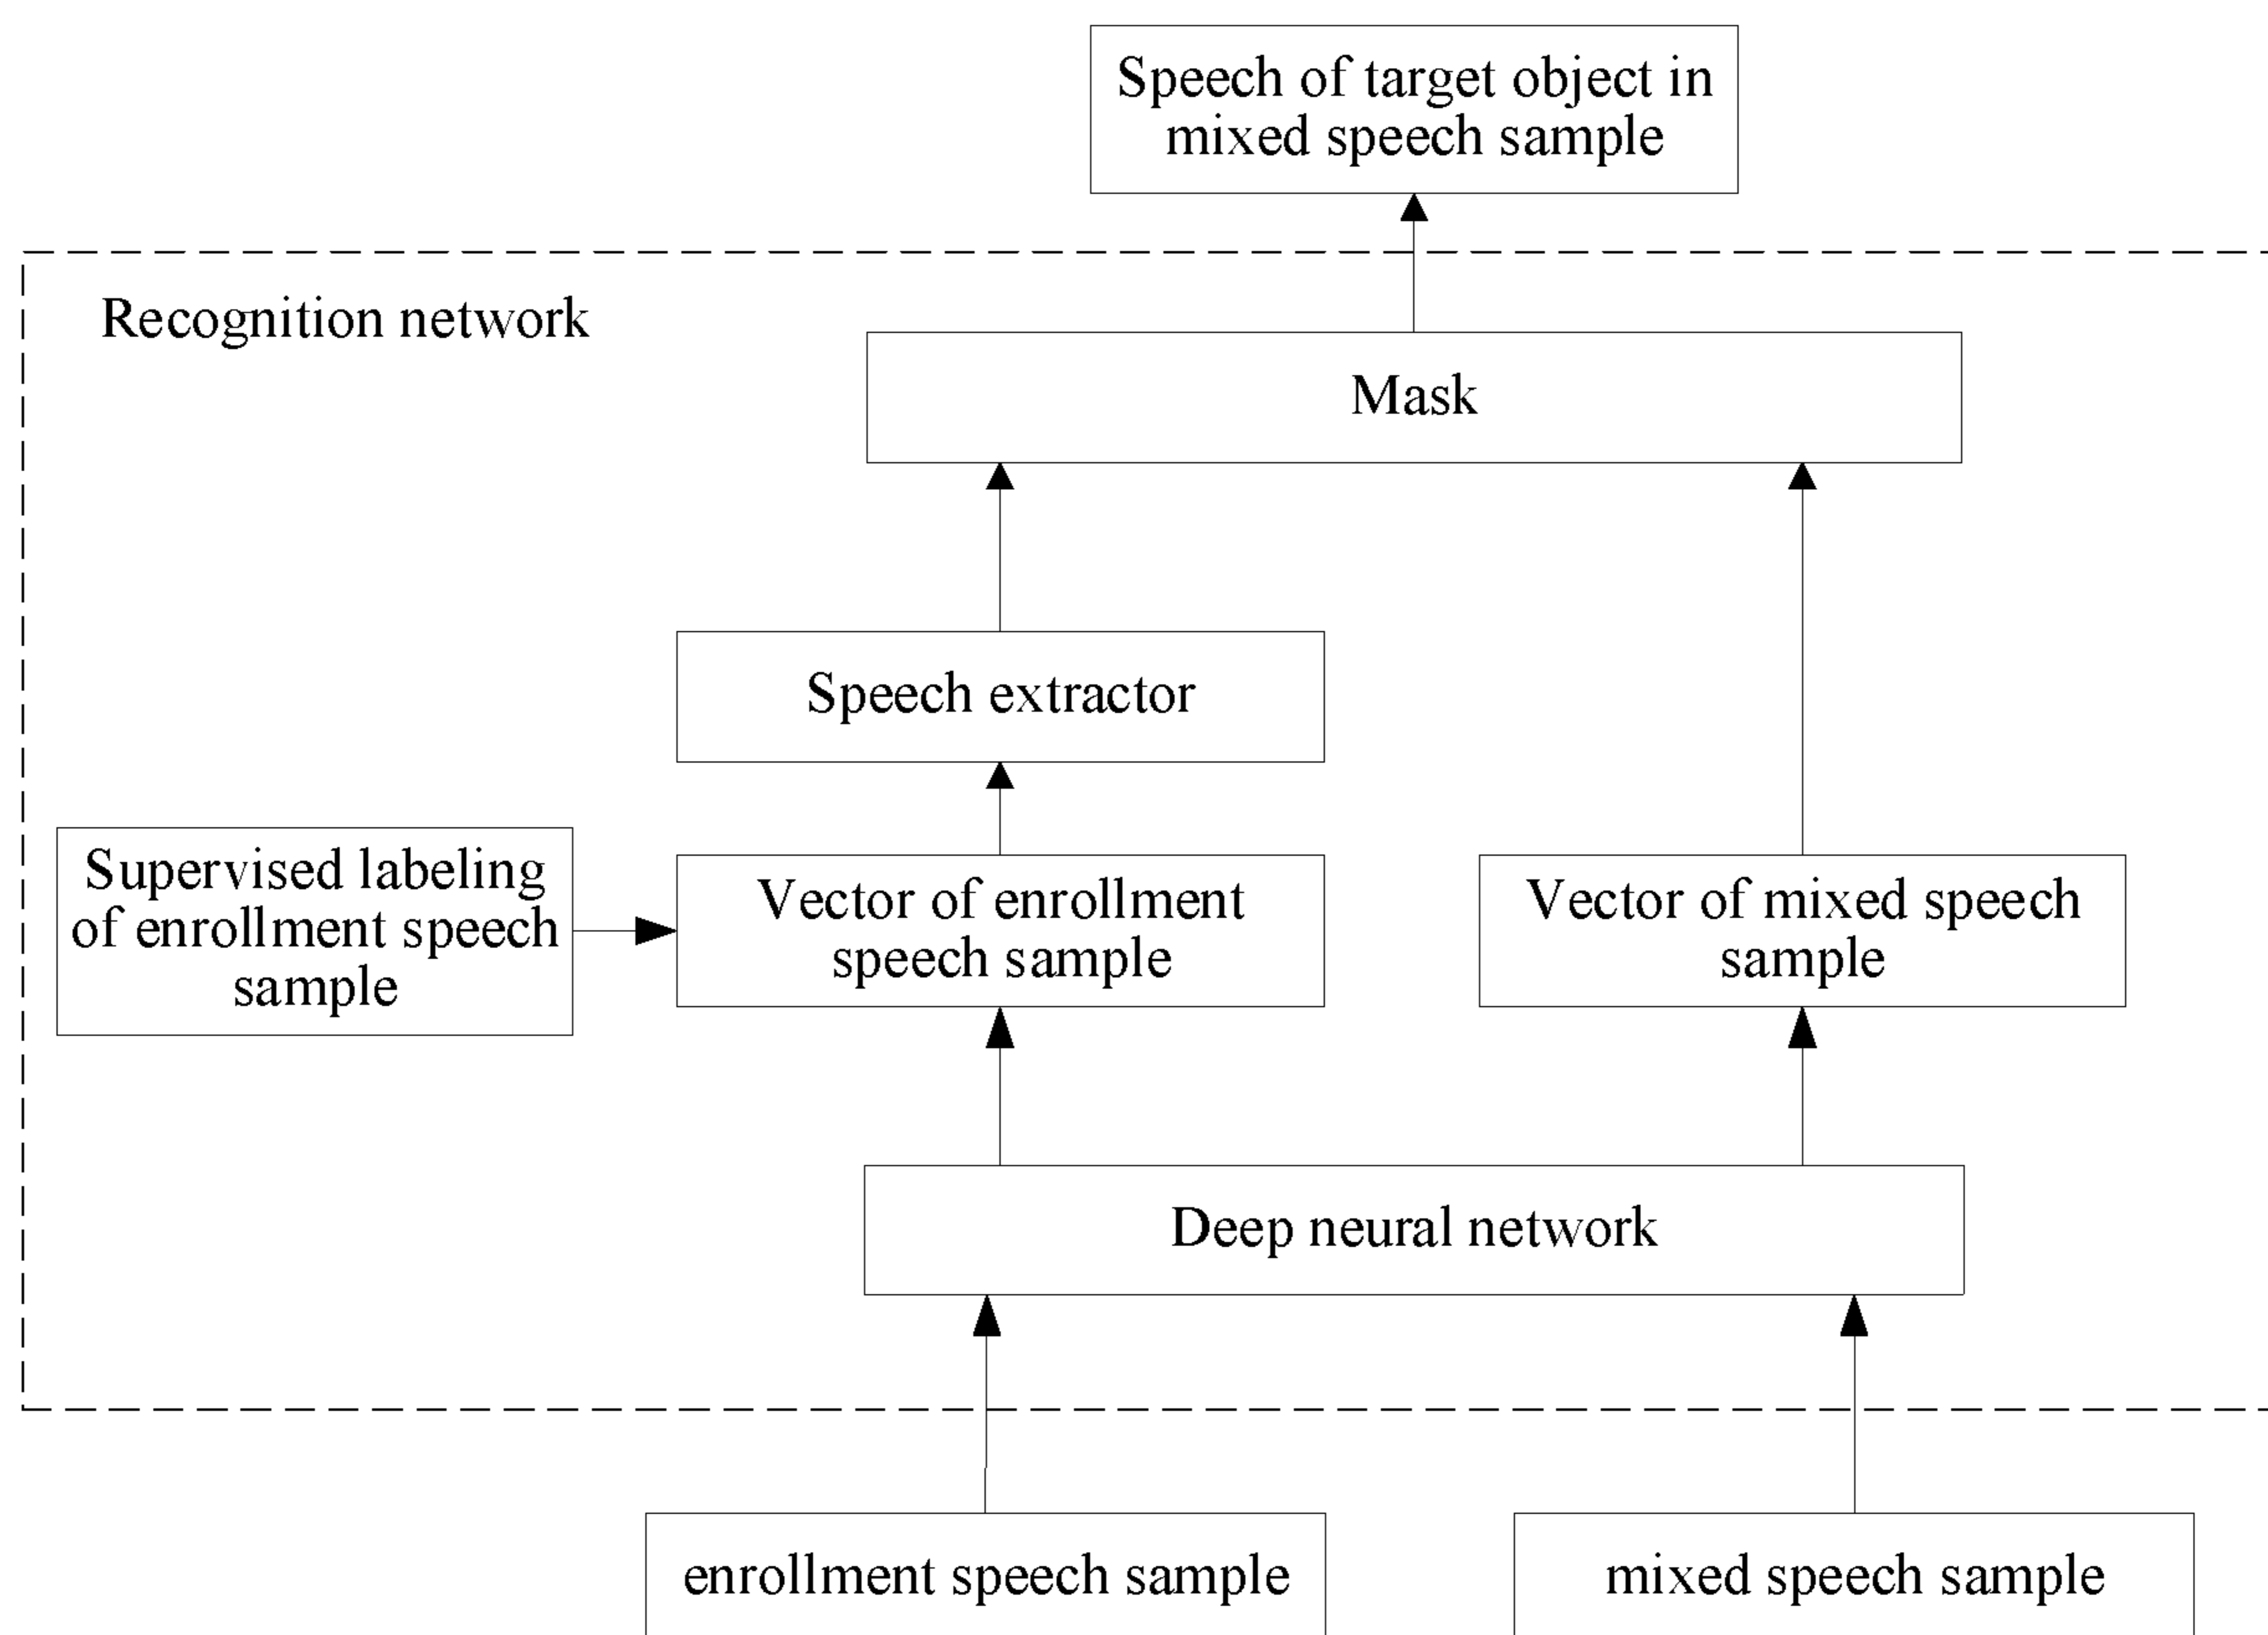 Speech of target object in
mixed speech sample
Recognition network
Mask
Speech extractor
Supervised labeling
of enrollment speech
sample
Vector of enrollment
speech sample
Vector of mixed speech
sample
Deep neural network
enrollment speech sample
mixed speech sample